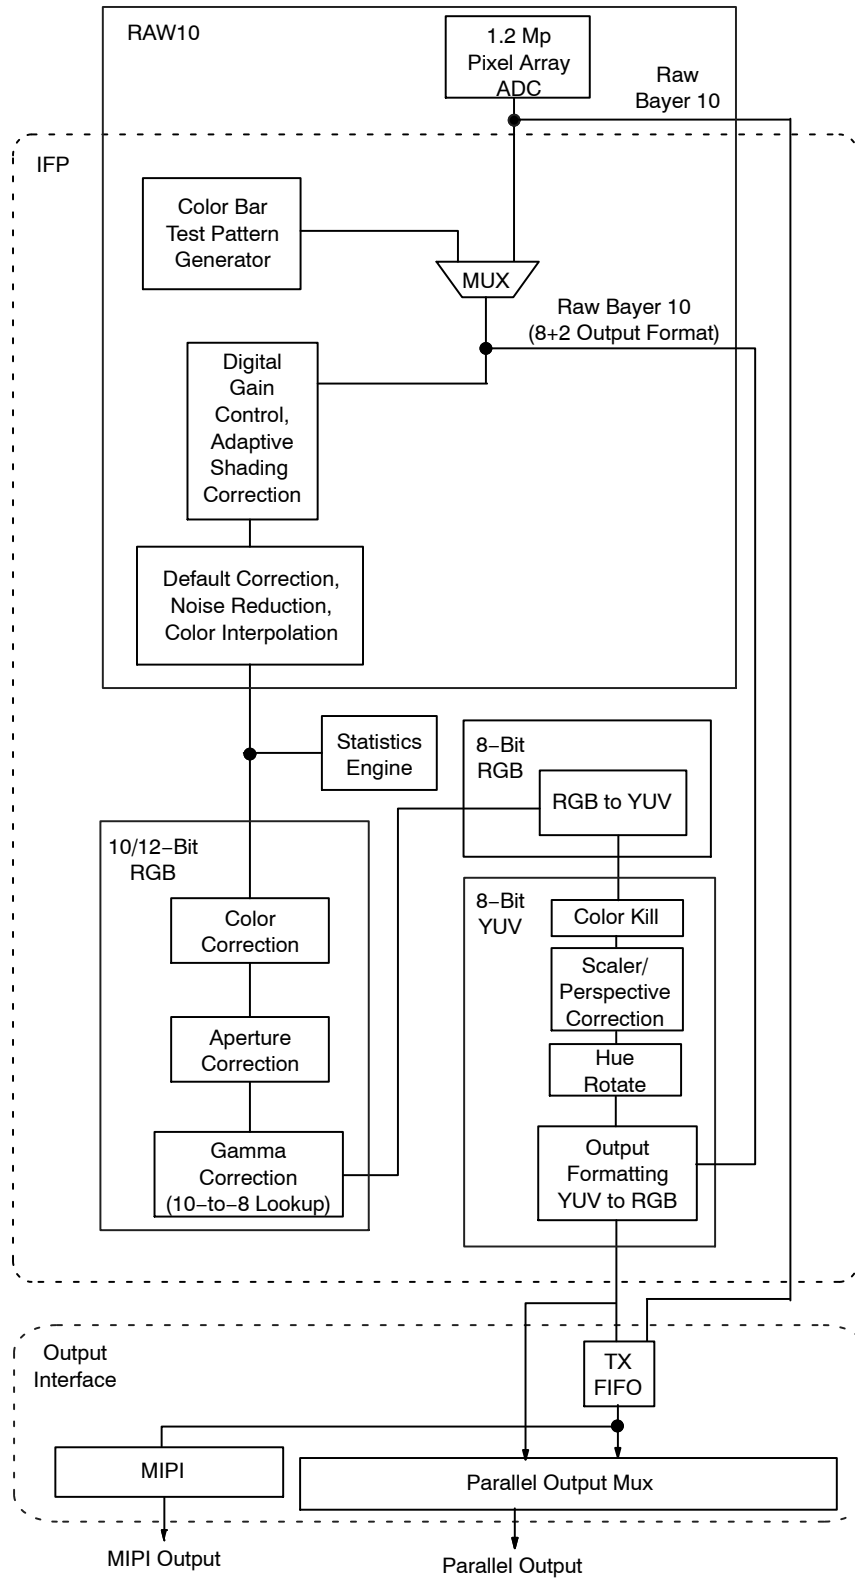 RAW10
1.2 Mp
Pixel Array
ADC
Raw
Bayer 10
IFP
Color Bar
Test Pattern
Generator
MUX
Raw Bayer 10
(8+2 Output Format)
Digital
Gain
Control,
Adaptive
Shading
Correction
Default Correction,
Noise Reduction,
Color Interpolation
Statistics
Engine
8−Bit
RGB
RGB to YUV
10/12−Bit
RGB
Color
Correction
Aperture
Correction
Gamma
Correction
(10−to−8 Lookup)
8−Bit
YUV
Color Kill
Scaler/
Perspective
Correction
Hue
Rotate
Output
Formatting
YUV to RGB
Output
Interface
TX
FIFO
MIPI
Parallel Output Mux
MIPI Output
Parallel Output